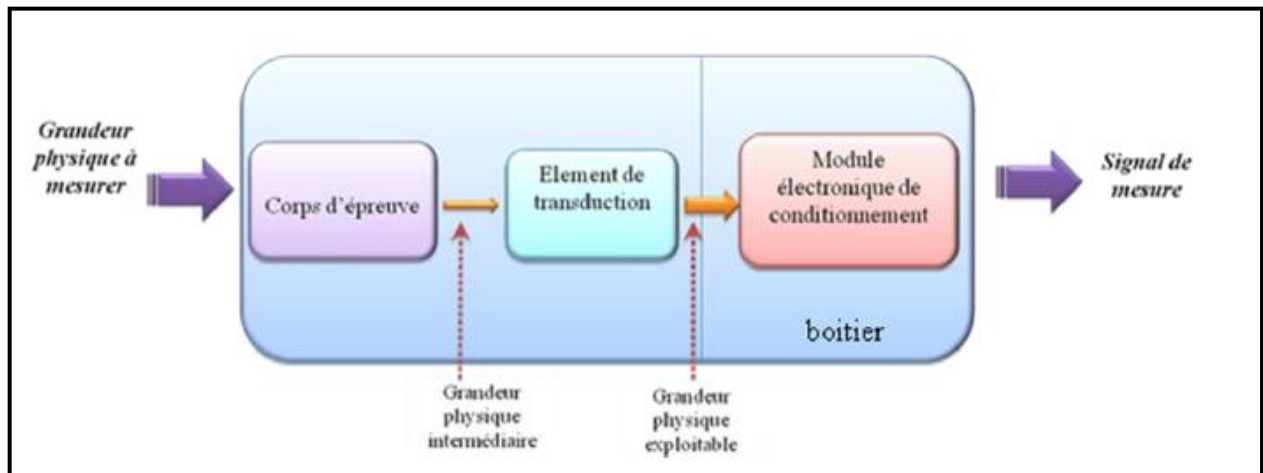 Grandeur
physique à
mesurer
Corps d'épreuve
Element de
transduction
Module
électronique de
conditionnement
Signal de
mesure
boitier
Grandeur
physique
intermédiaire
Grandeur
physique
exploitable